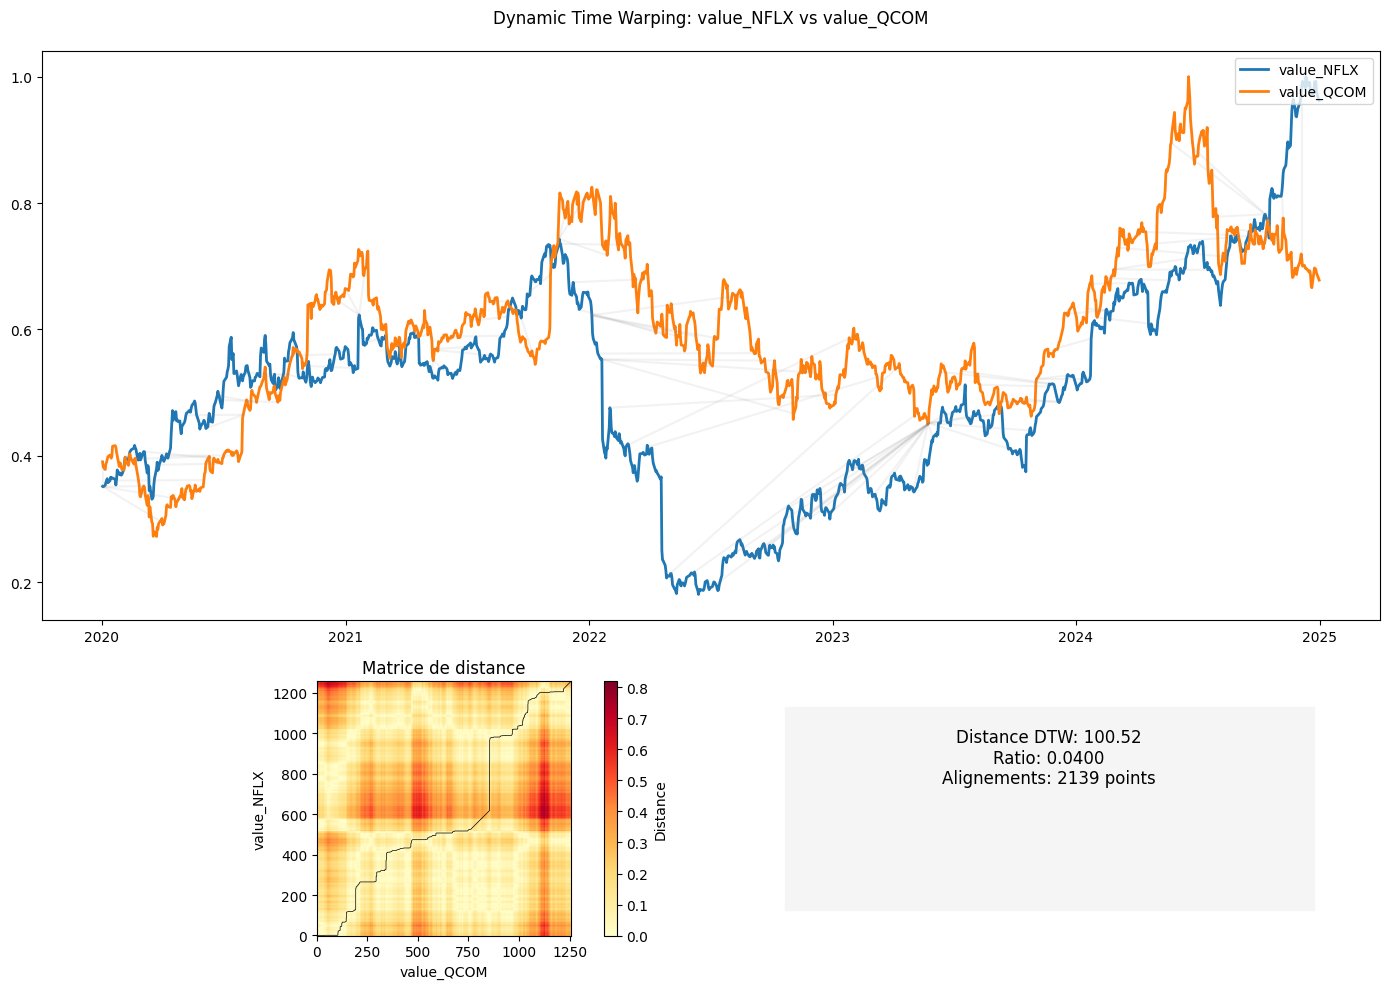 Dynamic Time Warping: value_NFLX vs value_QCOM
1.0
0.8
0.6
0.4
0.2
value_NFLX
value_QCOM
2020 2021 2022 2023 2024 2025
Matrice de distance
value_NFLX
1200
1000
800
600
400
200
0
0 250 500 750 1000 1250
value_QCOM
0.8
0.7
0.6
0.5
0.4
0.3
0.2
0.1
0.0
Distance
Distance DTW: 100.52
Ratio: 0.0400
Alignements: 2139 points